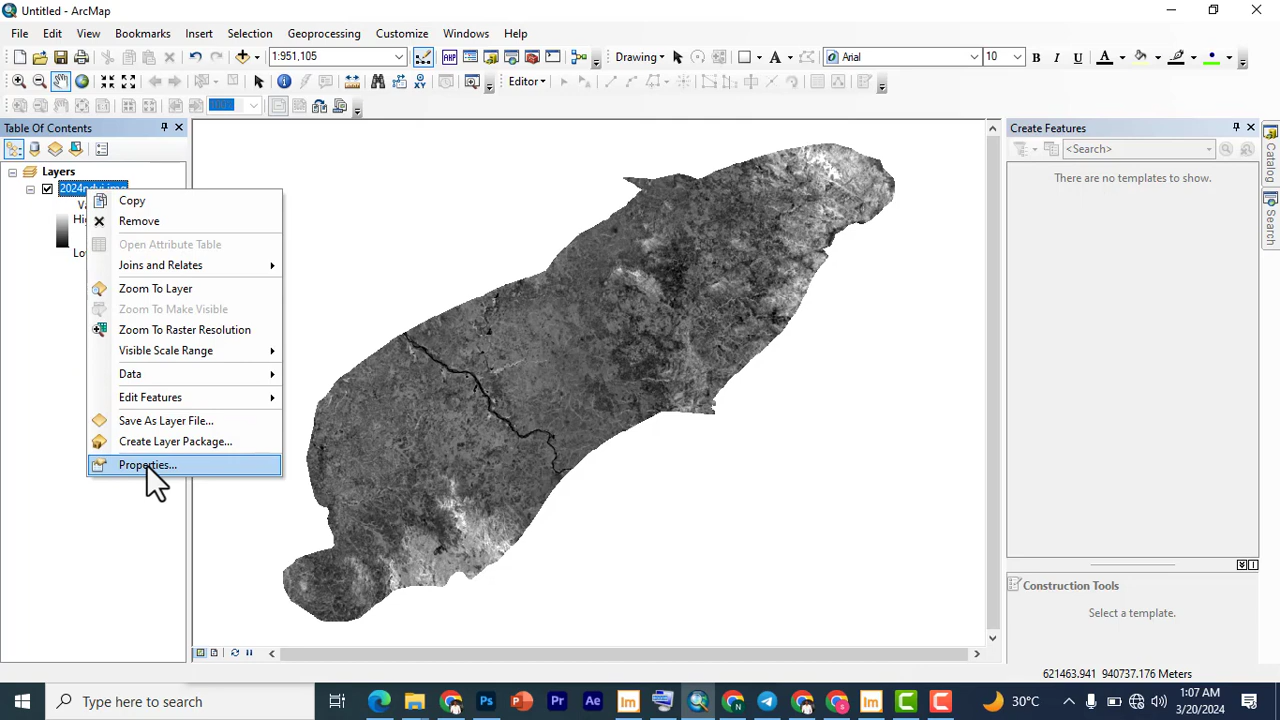 Untitled - ArcMap
File Edit View Bookmarks Insert Selection Geoprocessing Customize Windows Help
1:951,105 Drawing Arial 10 B I U A
Editor
Table Of Contents
Create Features
<Search>
There are no templates to show.
Catalog
Search
Layers
2024ndvi.img
Copy
Remove
Open Attribute Table
Joins and Relates
Zoom To Layer
Zoom To Make Visible
Zoom To Raster Resolution
Visible Scale Range
Data
Edit Features
Save As Layer File...
Create Layer Package...
Properties...
Construction Tools
Select a template.
621463.941 940737.176 Meters
Type here to search
30°C
1:07 AM
3/20/2024